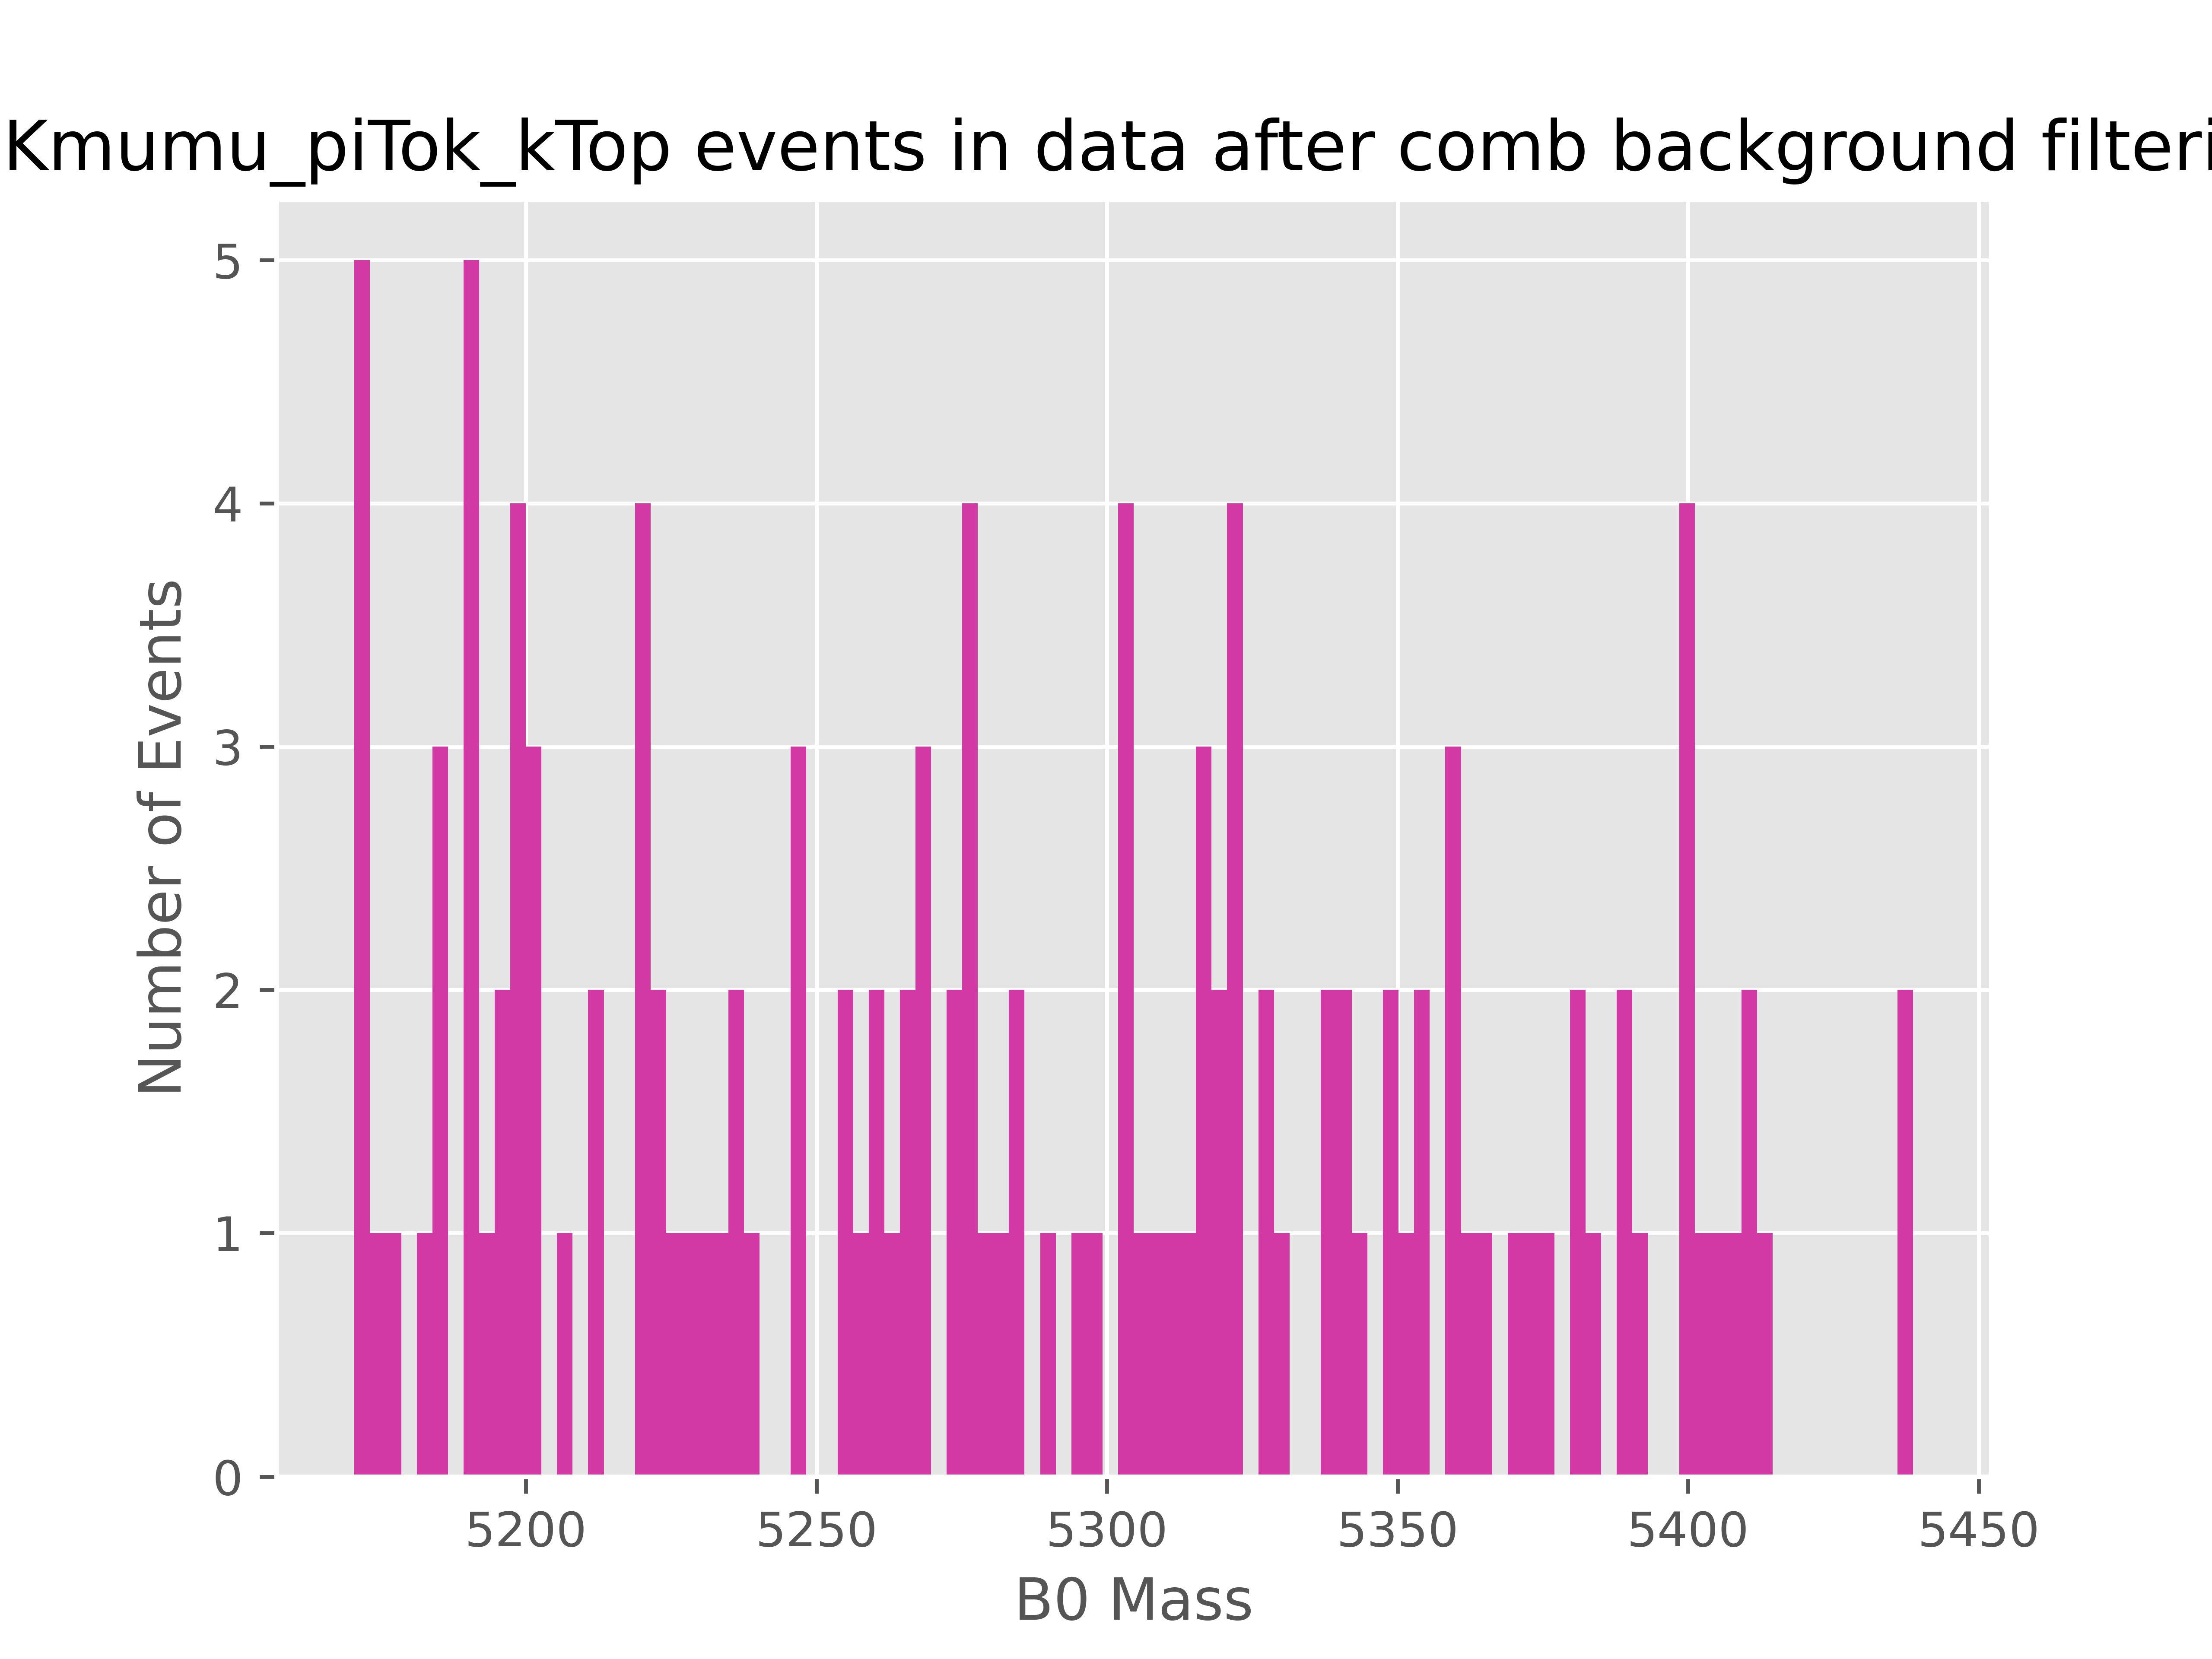 Kmumu_piTok_kTop events in data after comb background filteri
Number of Events
5
4
3
2
1
0
5200 5250 5300 5350 5400 5450
B0 Mass